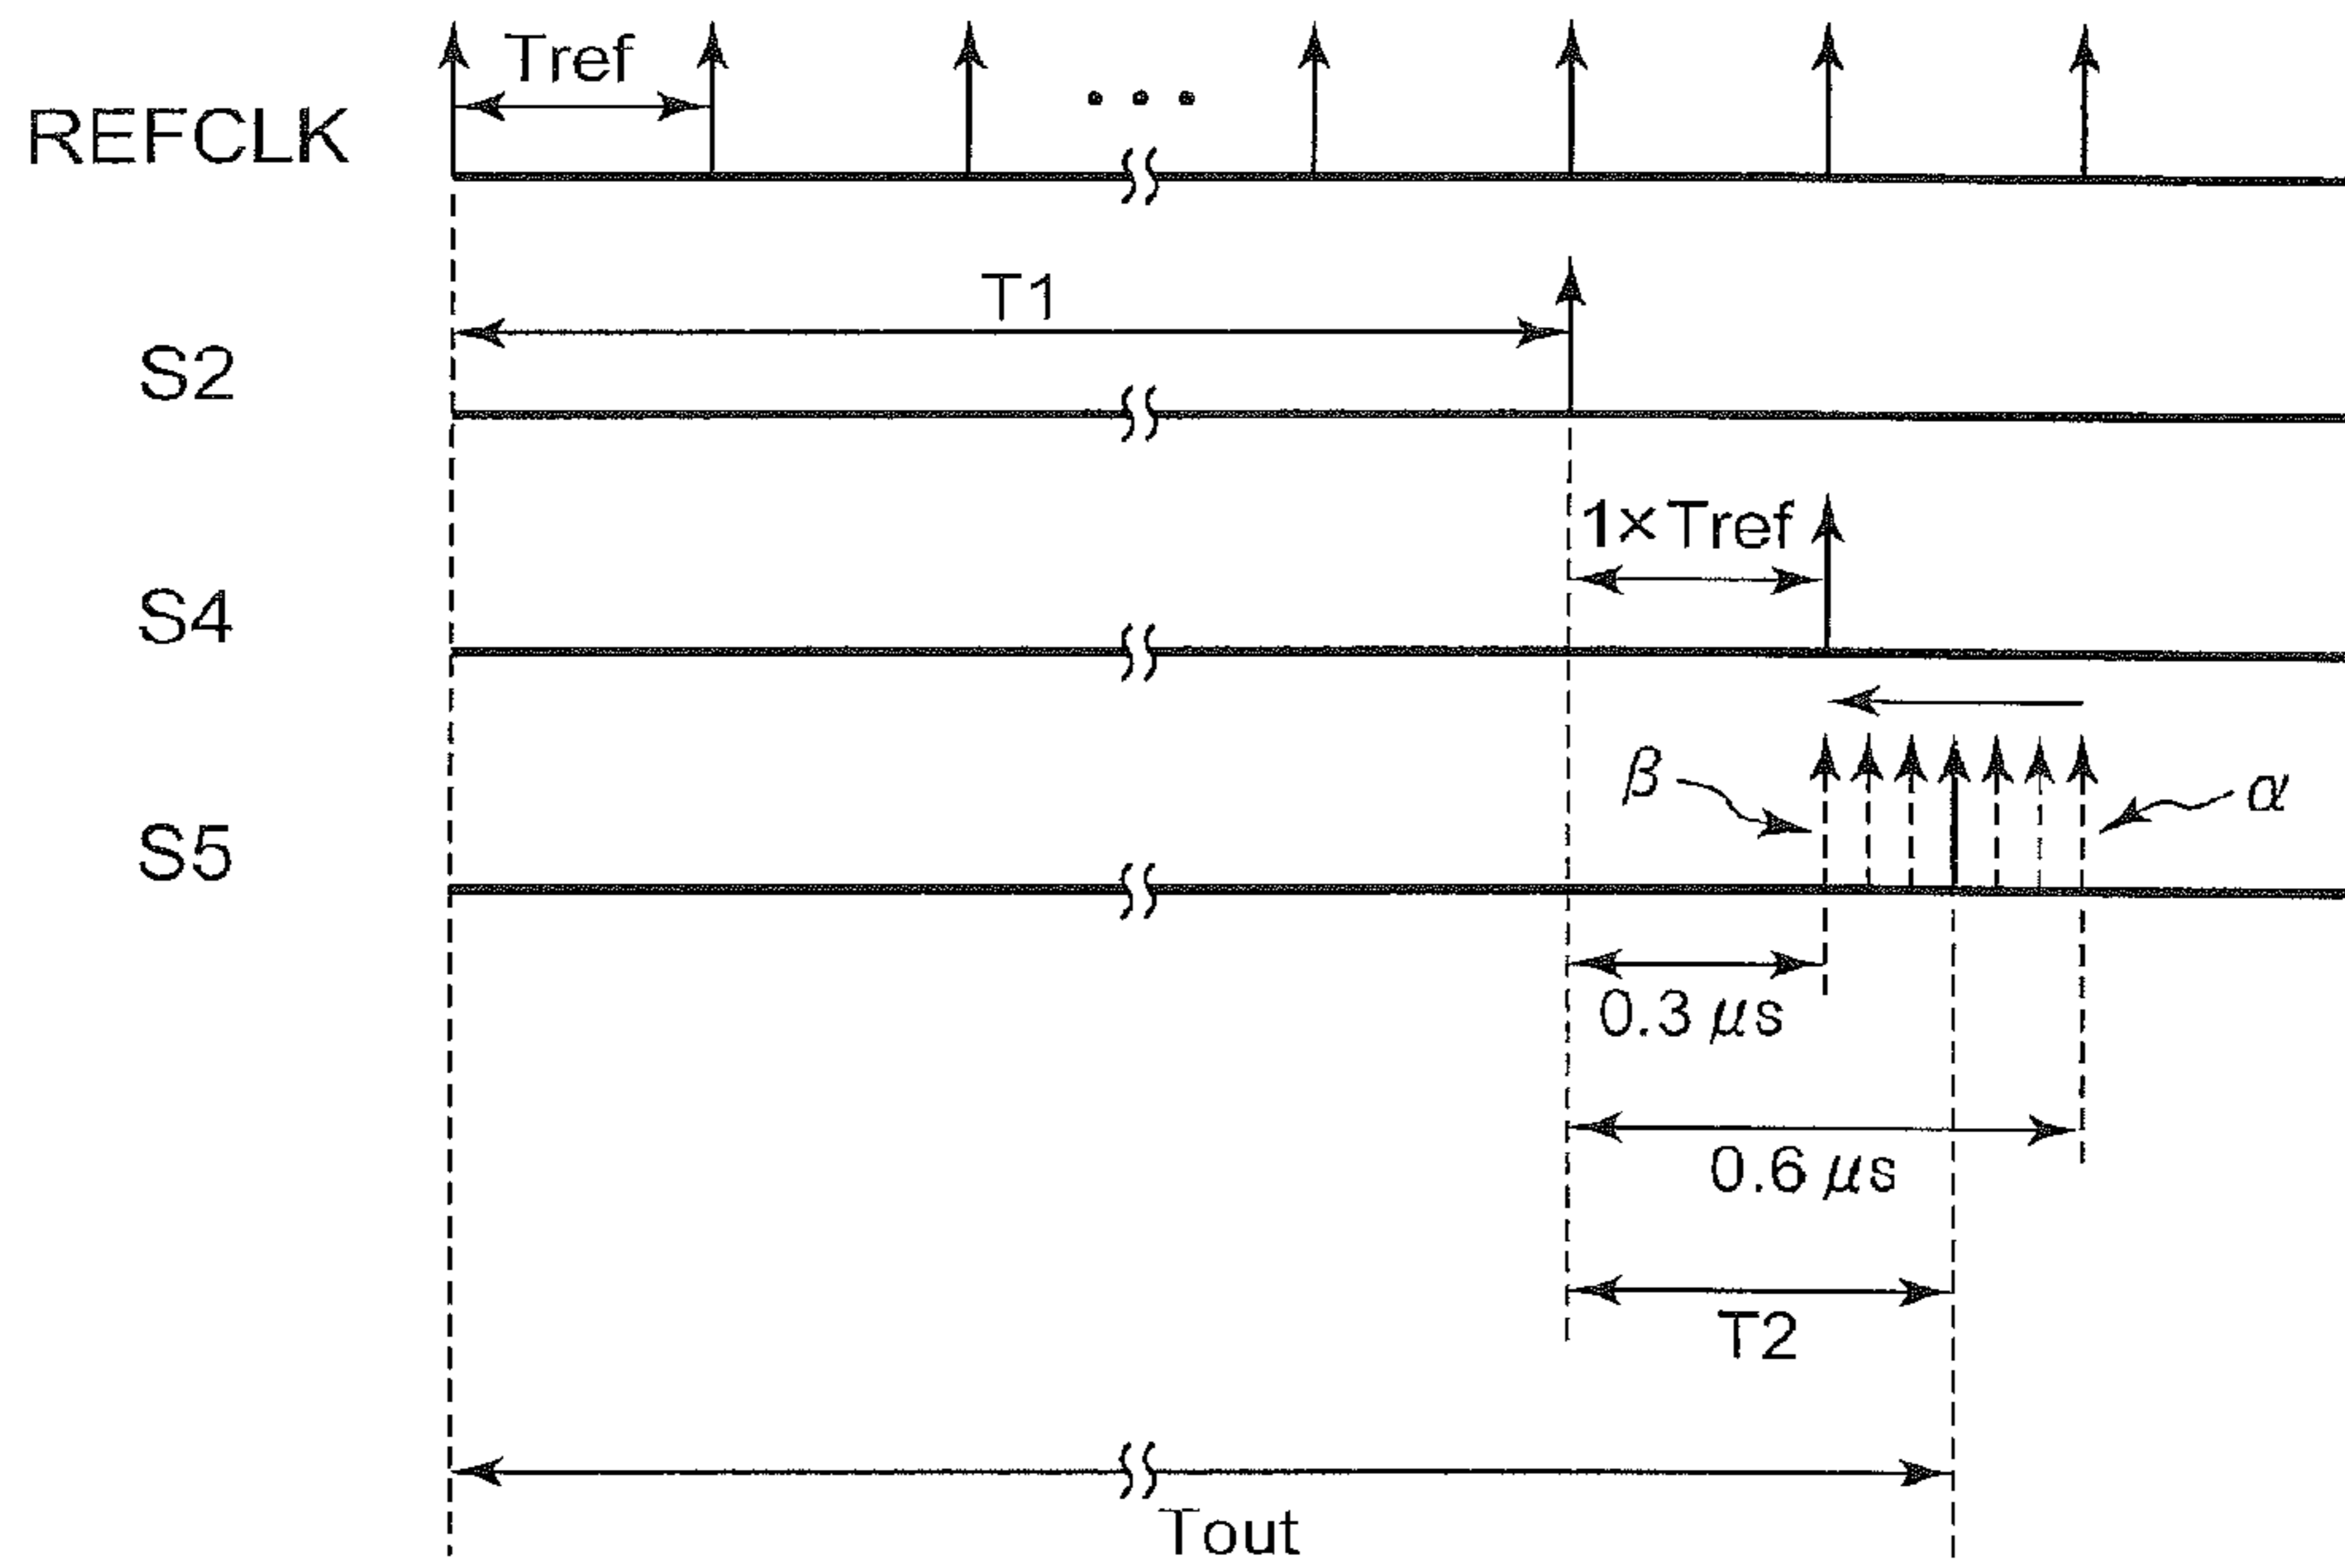 Tref
REFCLK
T1
S2
1×Tref
S4
β
α
S5
0.3 μs
0.6 μs
T2
Tout